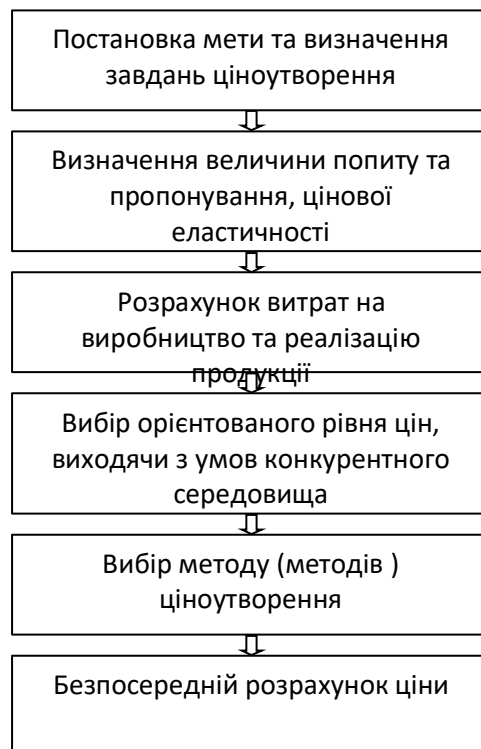 Постановка мети та визначення
завдань ціноутворення
Визначення величини попиту та
пропонування, цінової
еластичності
Розрахунок витрат на
виробництво та реалізацію
продукції
Вибір орієнтованого рівня цін,
виходячи з умов конкурентного
середовища
Вибір методу (методів )
ціноутворення
Безпосередній розрахунок ціни